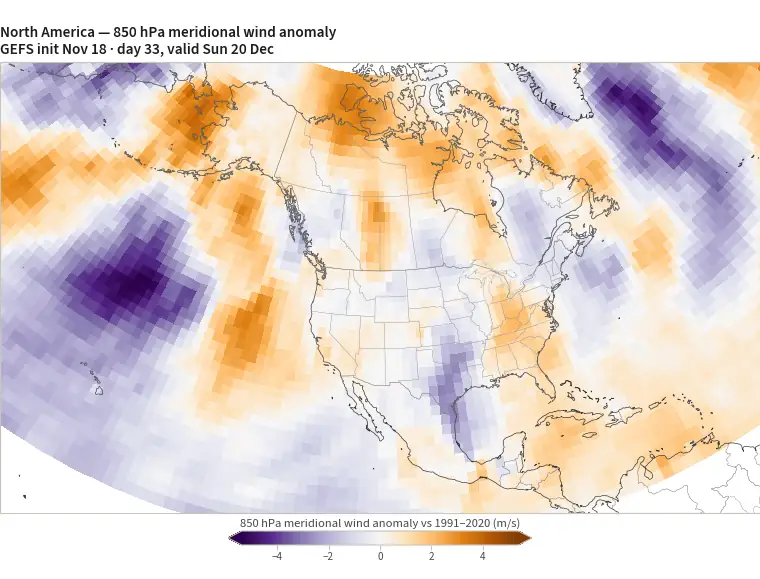 North America — 850 hPa meridional wind anomaly
GEFS init Nov 18 · day 33, valid Sun 20 Dec
850 hPa meridional wind anomaly vs 1991–2020 (m/s)
−4 −2 0 2 4